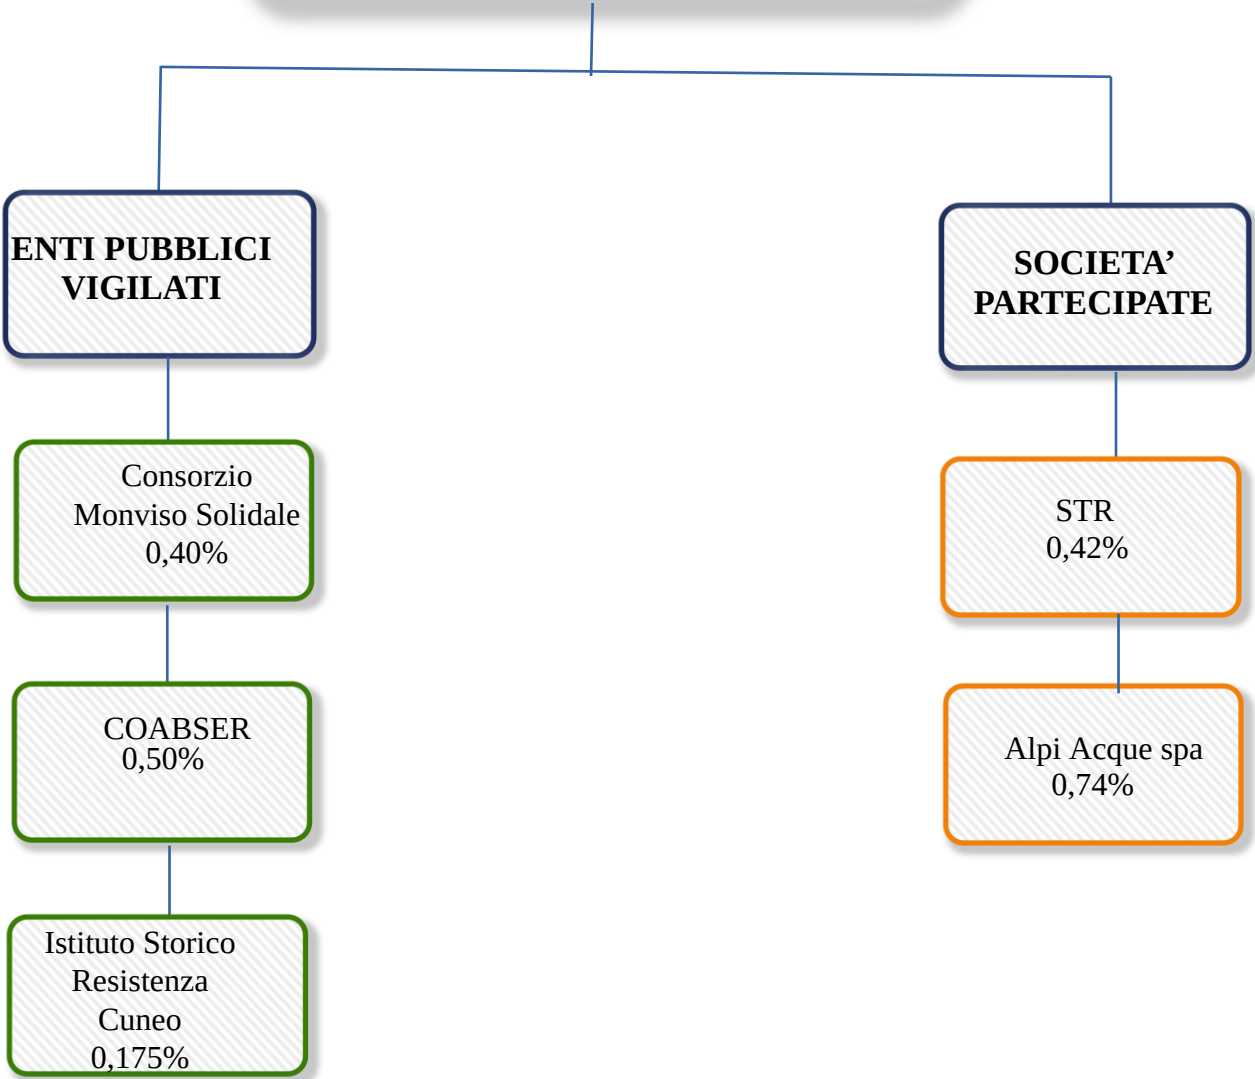 ENTI PUBBLICI
VIGILATI
Consorzio
Monviso Solidale
0,40%
COABSER
0,50%
Istituto Storico
Resistenza
Cuneo
0,175%
SOCIETA’
PARTECIPATE
STR
0,42%
Alpi Acque spa
0,74%